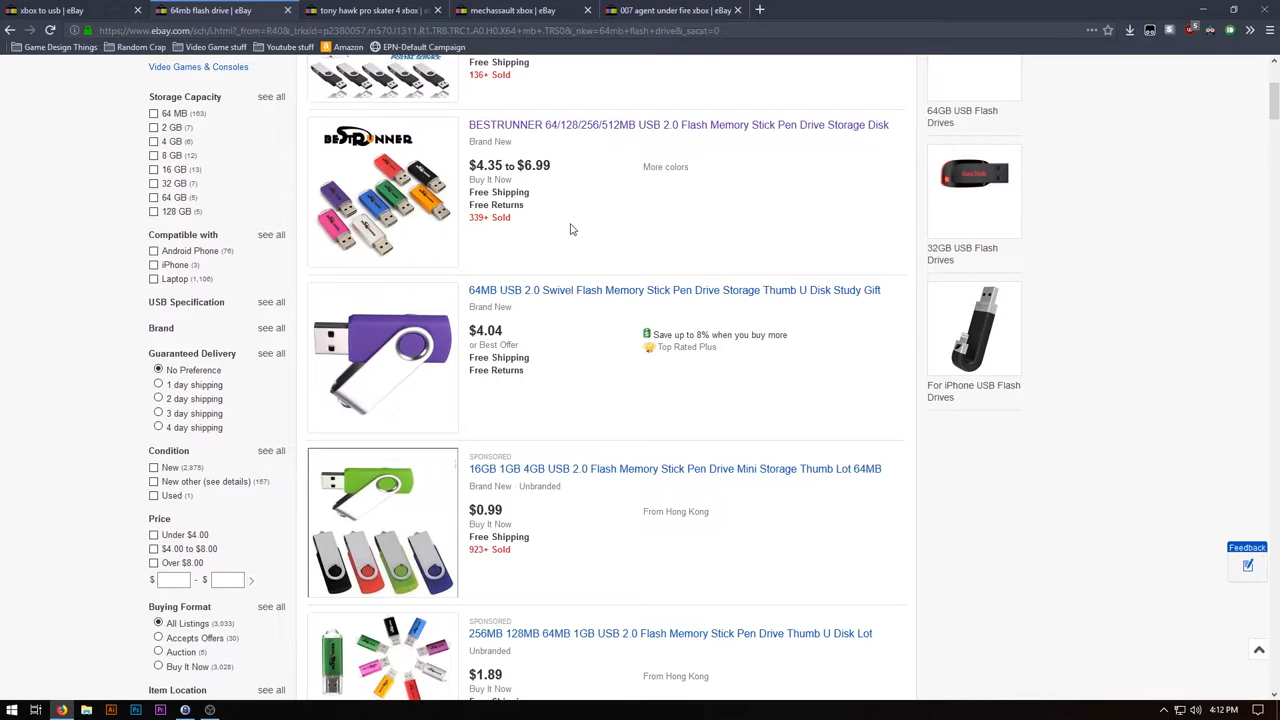 xbox to usb | eBay
64mb flash drive | eBay
tony hawk pro skater 4 xbox | e
mechassault xbox | eBay
007 agent under fire xbox | eBay
https://www.ebay.com/sch/i.html?_from=R40&_trksid=p2380057.m570.l1311.R1.TR8.TRC1.A0.H0.X64+mb+.TRS0&_nkw=64mb+flash+drive&_sacat=0
Game Design Things
Random Crap
Video Game stuff
Youtube stuff
Amazon
EPN-Default Campaign
Video Games & Consoles
Storage Capacity see all
64 MB (163)
2 GB (7)
4 GB (6)
8 GB (12)
16 GB (13)
32 GB (7)
64 GB (5)
128 GB (5)
Compatible with see all
Android Phone (76)
iPhone (3)
Laptop (1,106)
USB Specification see all
Brand see all
Guaranteed Delivery see all
No Preference
1 day shipping
2 day shipping
3 day shipping
4 day shipping
Condition see all
New (2,875)
New other (see details) (157)
Used (1)
Price
Under $4.00
$4.00 to $8.00
Over $8.00
$ - $
Buying Format see all
All Listings (3,033)
Accepts Offers (30)
Auction (5)
Buy It Now (3,028)
Item Location see all
Free Shipping
136+ Sold
BESTRUNNER
BESTRUNNER 64/128/256/512MB USB 2.0 Flash Memory Stick Pen Drive Storage Disk
Brand New
$4.35 to $6.99
More colors
Buy It Now
Free Shipping
Free Returns
339+ Sold
64MB USB 2.0 Swivel Flash Memory Stick Pen Drive Storage Thumb U Disk Study Gift
Brand New
$4.04
Save up to 8% when you buy more
or Best Offer
Top Rated Plus
Free Shipping
Free Returns
SPONSORED
16GB 1GB 4GB USB 2.0 Flash Memory Stick Pen Drive Mini Storage Thumb Lot 64MB
Brand New · Unbranded
$0.99
From Hong Kong
Buy It Now
Free Shipping
923+ Sold
SPONSORED
256MB 128MB 64MB 1GB USB 2.0 Flash Memory Stick Pen Drive Thumb U Disk Lot
Unbranded
$1.89
From Hong Kong
Buy It Now
64GB USB Flash
Drives
SanDisk
32GB USB Flash
Drives
For iPhone USB Flash
Drives
Feedback
4:12 PM